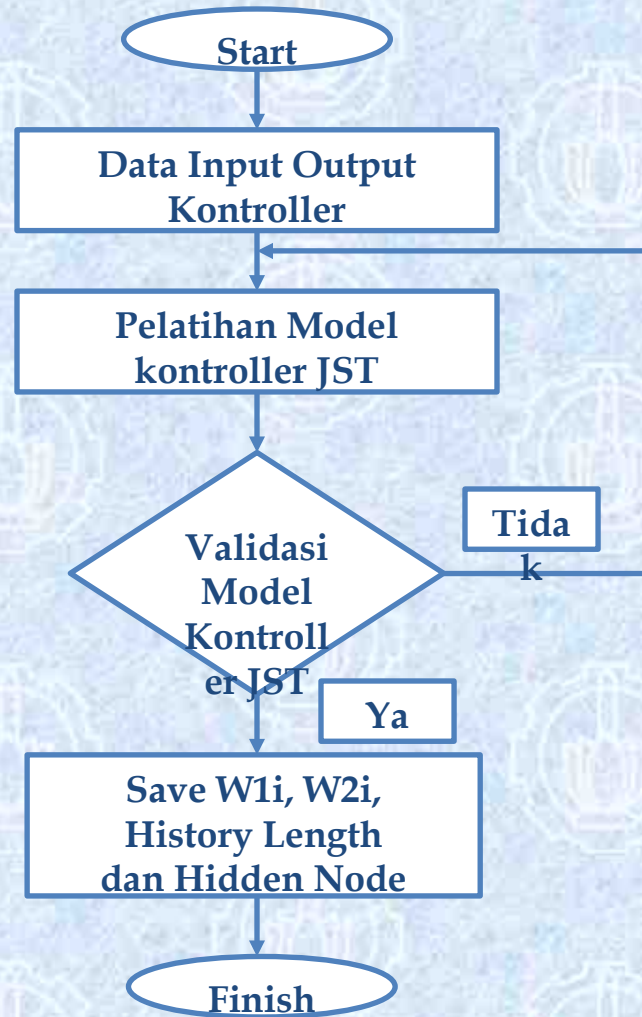 Start
Data Input Output
Kontroller
Pelatihan Model
kontroller JST
Validasi
Model
Kontroll
er JST
Tida
k
Ya
Save W1i, W2i,
History Length
dan Hidden Node
Finish